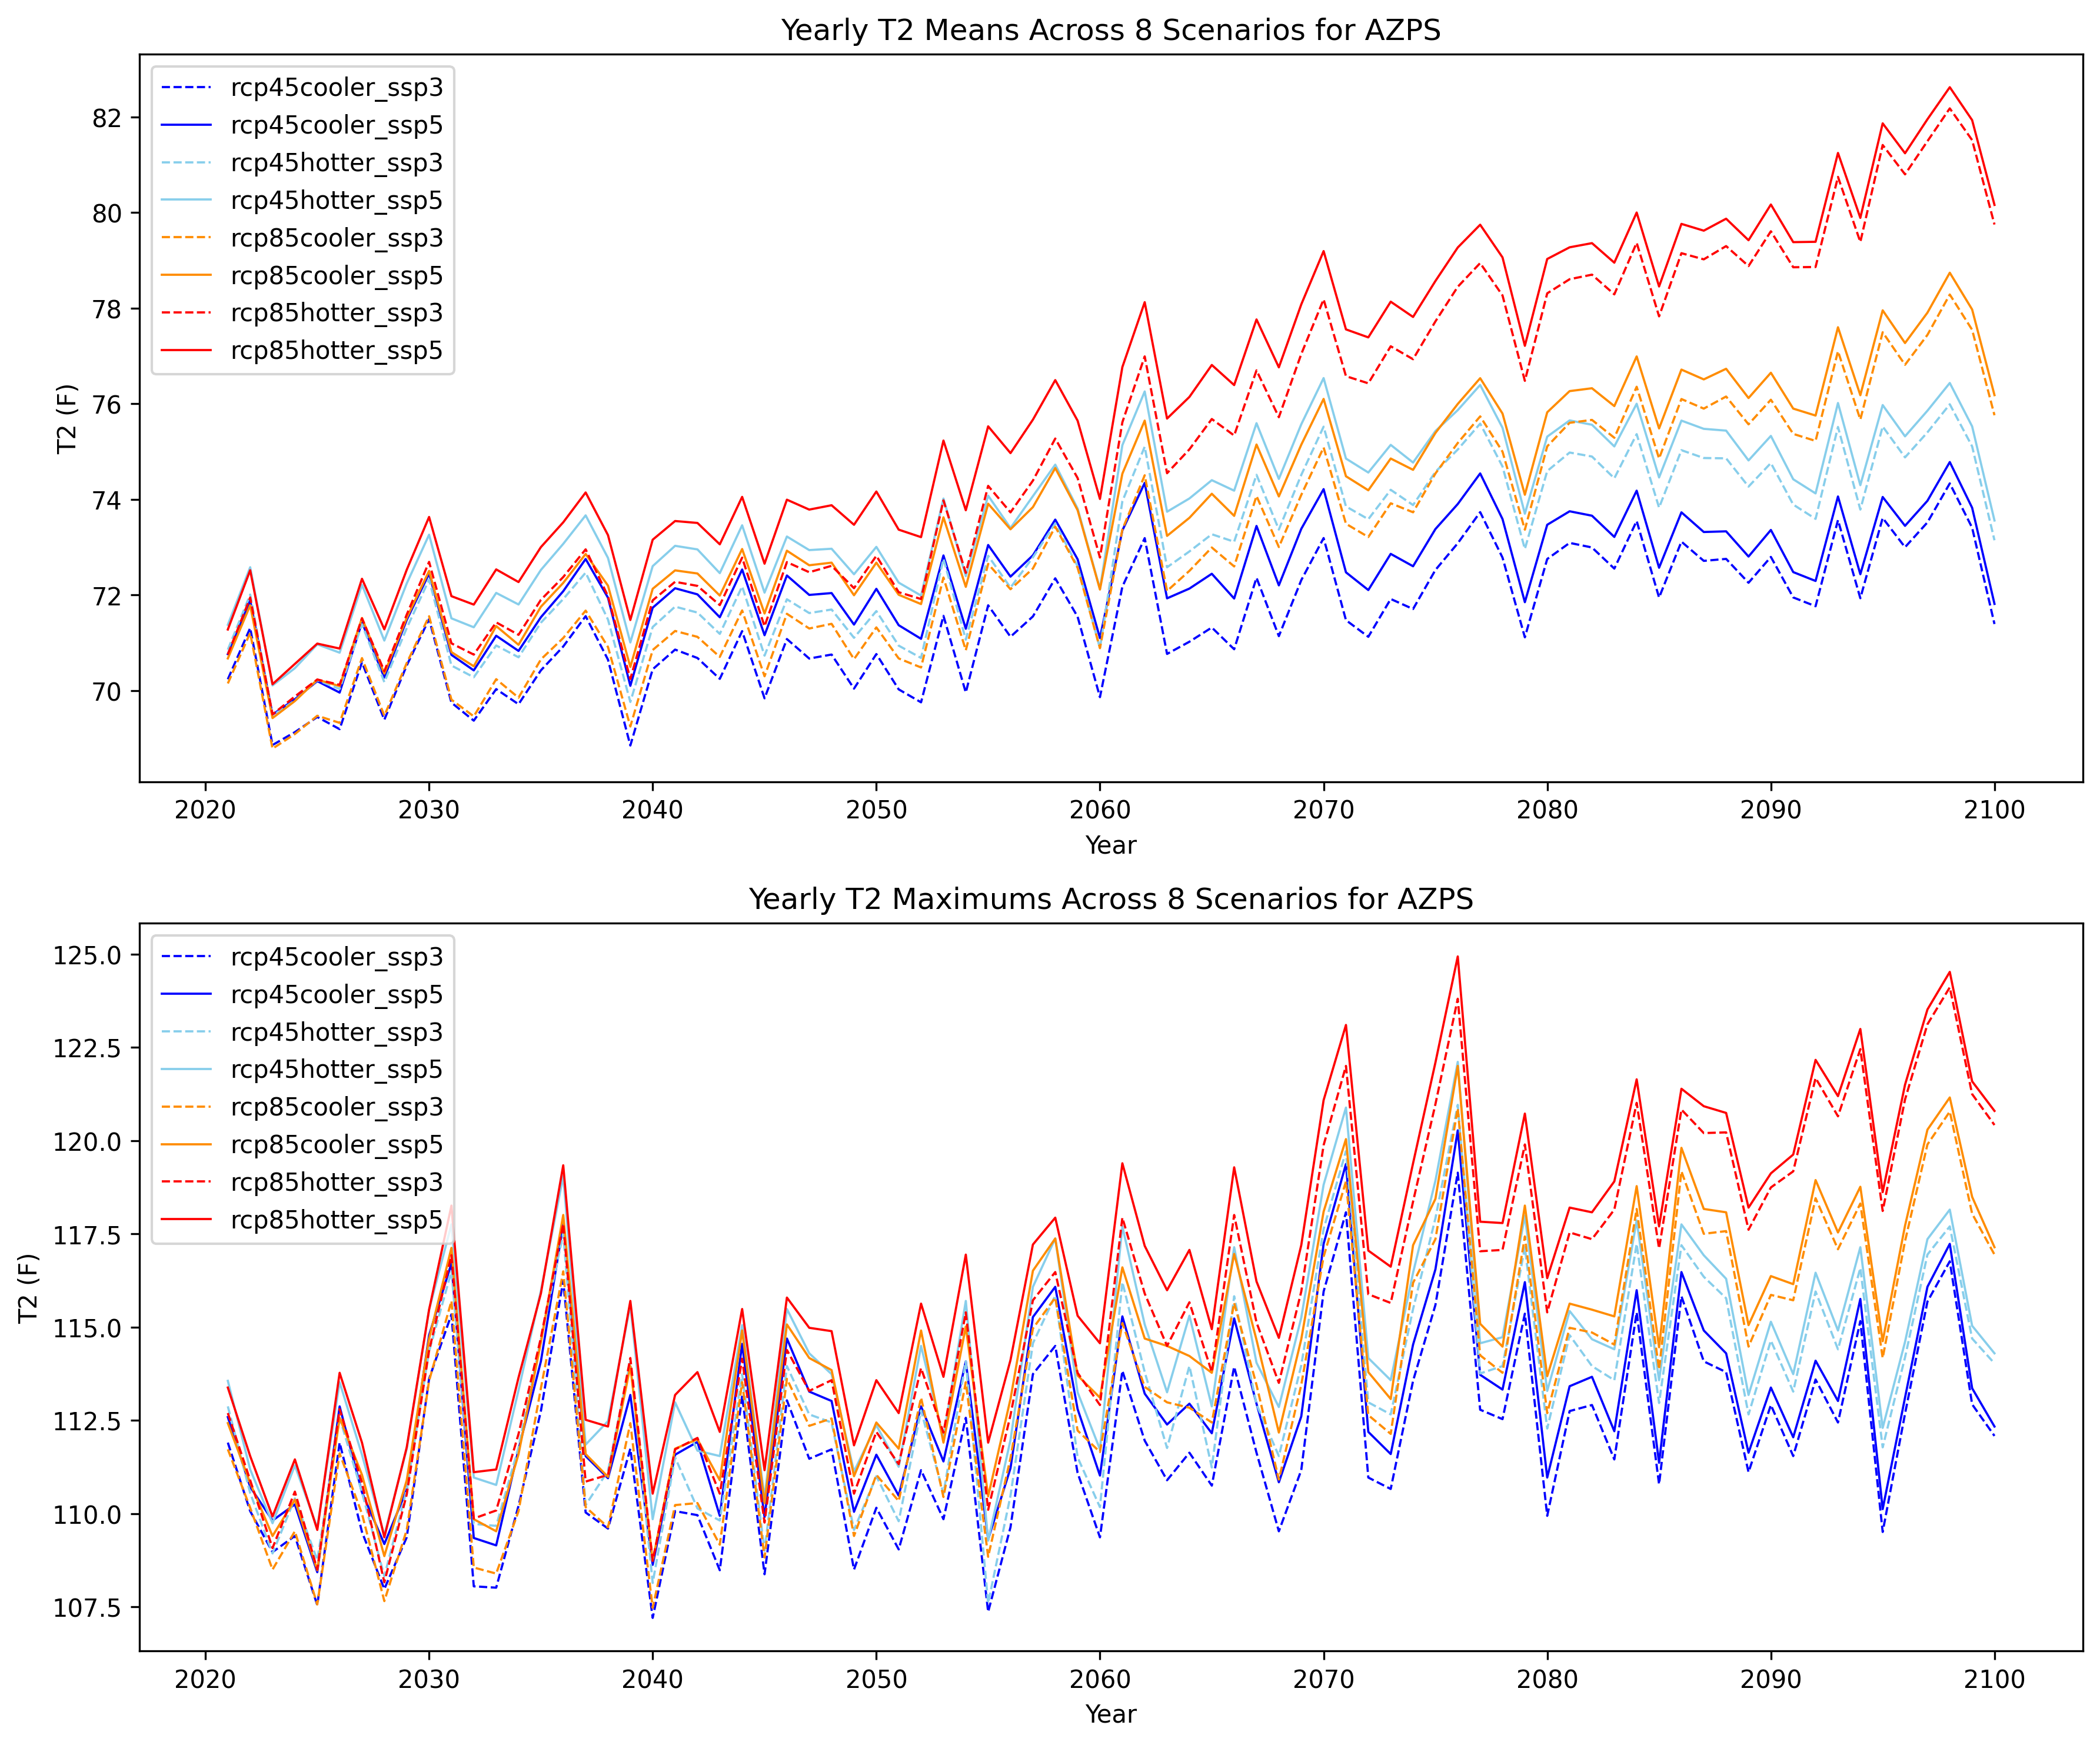 Yearly T2 Means Across 8 Scenarios for AZPS
rcp45cooler_ssp3
rcp45cooler_ssp5
rcp45hotter_ssp3
rcp45hotter_ssp5
rcp85cooler_ssp3
rcp85cooler_ssp5
rcp85hotter_ssp3
rcp85hotter_ssp5
82
80
78
76
74
72
70
T2 (F)
2020 2030 2040 2050 2060 2070 2080 2090 2100
Year
Yearly T2 Maximums Across 8 Scenarios for AZPS
rcp45cooler_ssp3
rcp45cooler_ssp5
rcp45hotter_ssp3
rcp45hotter_ssp5
rcp85cooler_ssp3
rcp85cooler_ssp5
rcp85hotter_ssp3
rcp85hotter_ssp5
125.0
122.5
120.0
117.5
115.0
112.5
110.0
107.5
T2 (F)
2020 2030 2040 2050 2060 2070 2080 2090 2100
Year